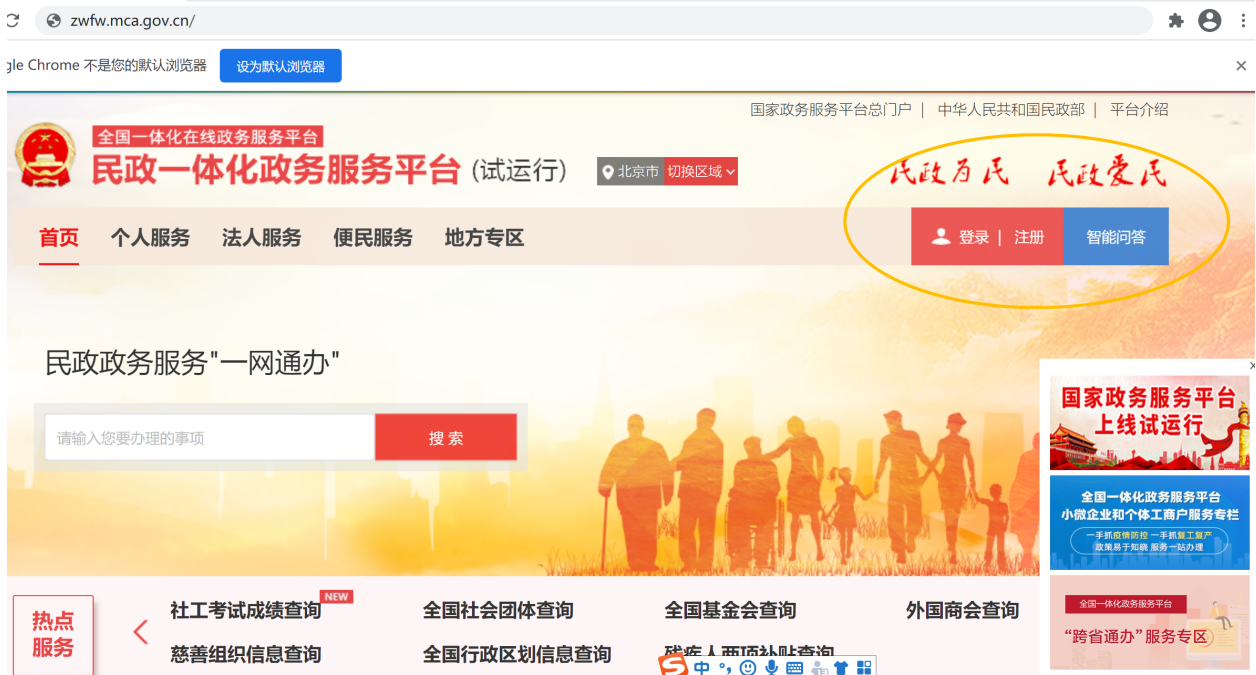 zwfw.mca.gov.cn/
gle Chrome 不是您的默认浏览器 设为默认浏览器
国家政务服务平台总门户 | 中华人民共和国民政部 | 平台介绍
全国一体化在线政务服务平台
民政一体化政务服务平台 (试运行)
北京市 切换区域
民政为民 民政爱民
首页 个人服务 法人服务 便民服务 地方专区
登录 | 注册 智能问答
民政政务服务"一网通办"
请输入您要办理的事项 搜索
国家政务服务平台
上线试运行
全国一体化政务服务平台
小微企业和个体工商户服务专栏
一手抓疫情防控 一手抓复工复产
政策易于知晓 服务一站办理
全国一体化政务服务平台
“跨省通办”服务专区
热点
服务
社工考试成绩查询 NEW 全国社会团体查询 全国基金会查询 外国商会查询
慈善组织信息查询 全国行政区划信息查询 残疾人两项补贴查询
中